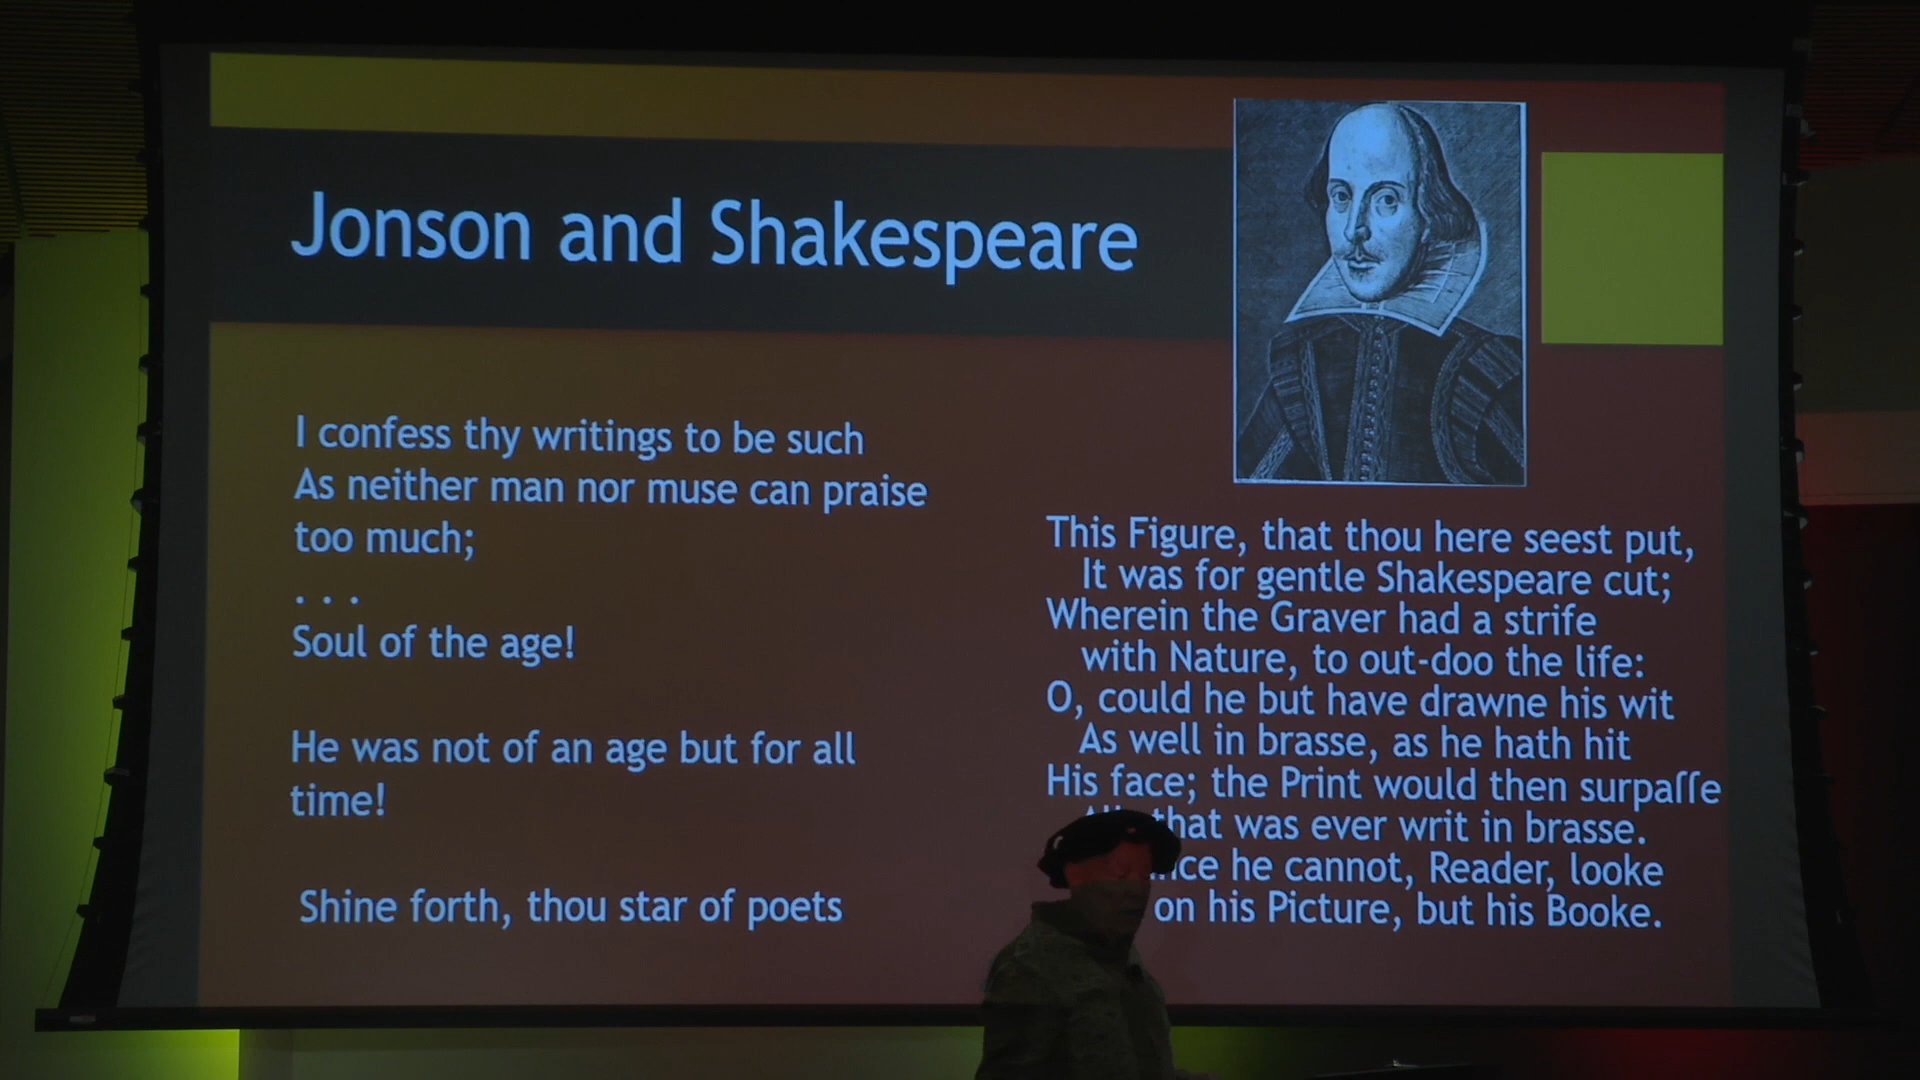 Jonson and Shakespeare
I confess thy writings to be such
As neither man nor muse can praise
too much;
. . .
Soul of the age!
He was not of an age but for all
time!
Shine forth, thou star of poets
This Figure, that thou here seest put,
It was for gentle Shakespeare cut;
Wherein the Graver had a strife
with Nature, to out-doo the life:
O, could he but have drawne his wit
As well in brasse, as he hath hit
His face; the Print would then surpaſſe
that was ever writ in brasse.
he cannot, Reader, looke
on his Picture, but his Booke.